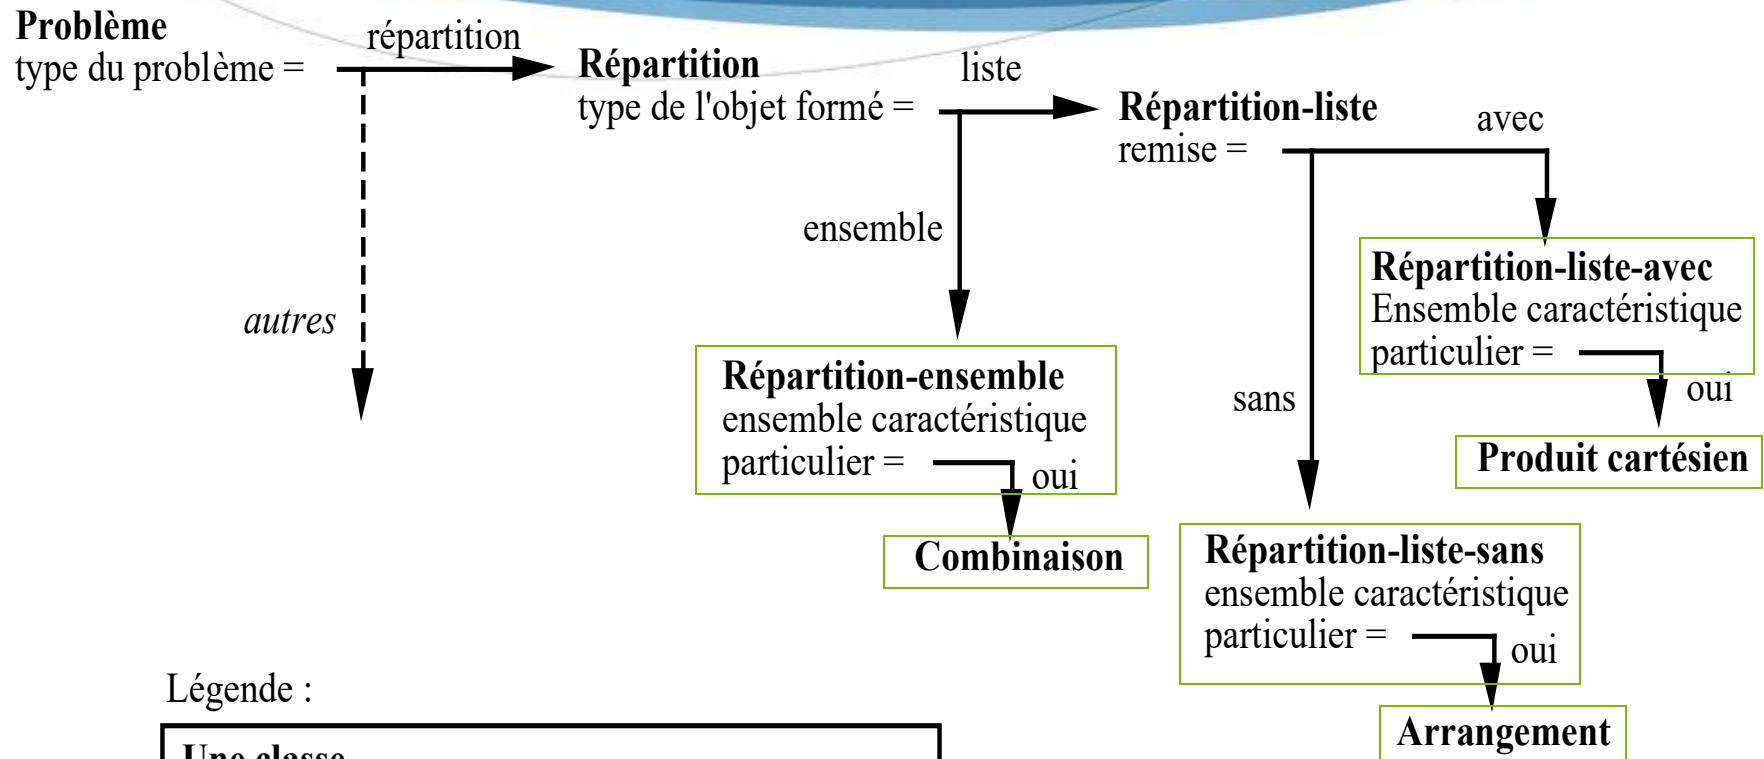 Problème
type du problème =
répartition
autres
Répartition
type de l'objet formé =
liste
ensemble
Répartition-liste
remise =
avec
sans
Répartition-ensemble
ensemble caractéristique
particulier =
oui
Combinaison
Répartition-liste-avec
Ensemble caractéristique
particulier =
oui
Produit cartésien
Répartition-liste-sans
ensemble caractéristique
particulier =
oui
Arrangement
Légende :
Une classe